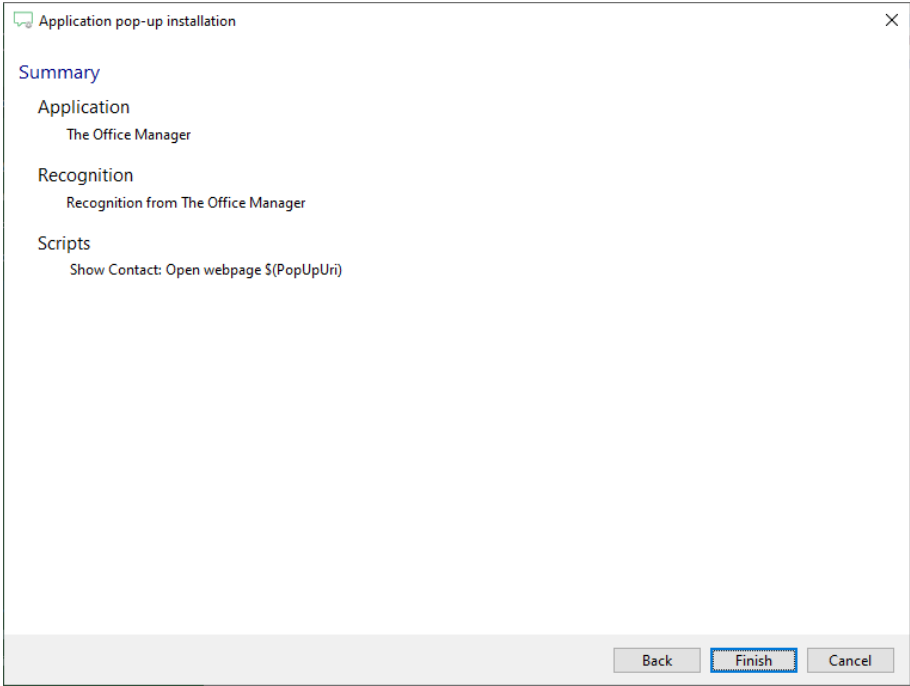 Application pop-up installation
Summary
Application
The Office Manager
Recognition
Recognition from The Office Manager
Scripts
Show Contact: Open webpage $(PopUpUri)
Back Finish Cancel